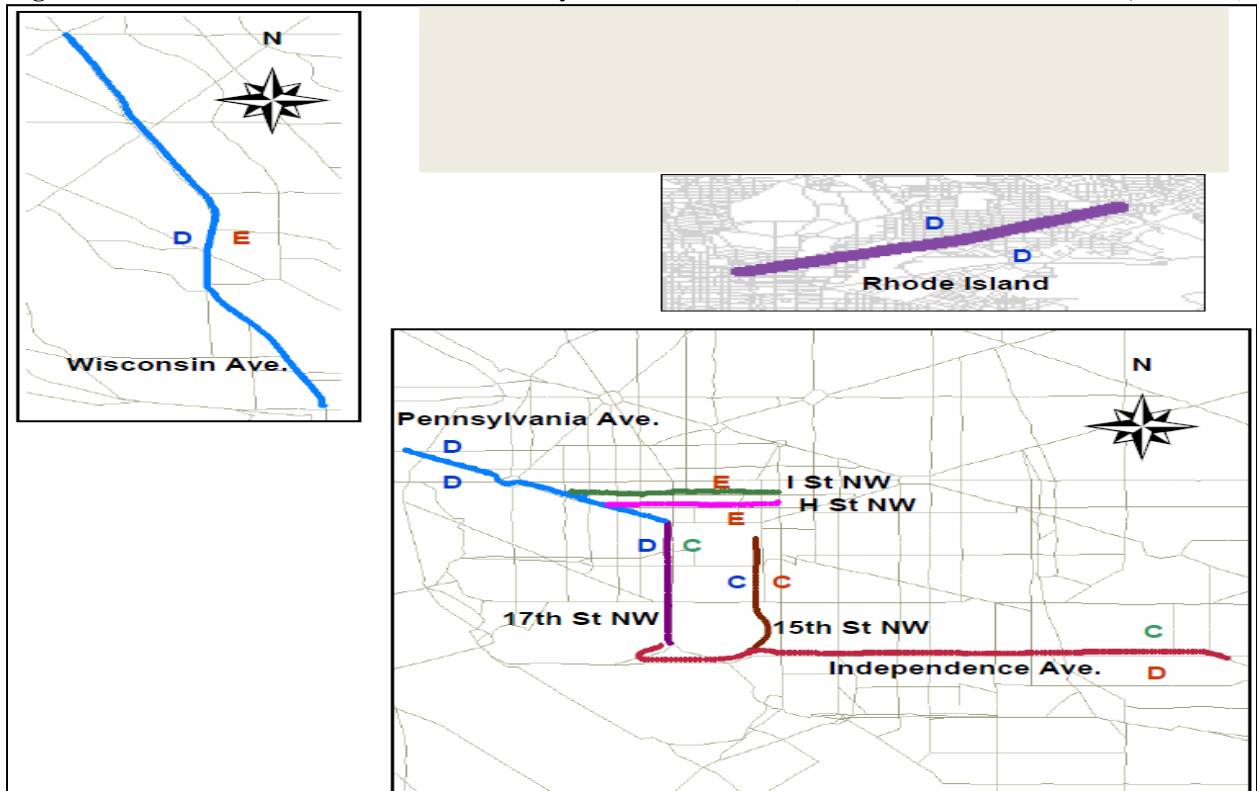 N
D E
Wisconsin Ave.
D
D
Rhode Island
N
Pennsylvania Ave.
D
D
E I St NW
H St NW
E
D C
C C
17th St NW
15th St NW
C
Independence Ave.
D